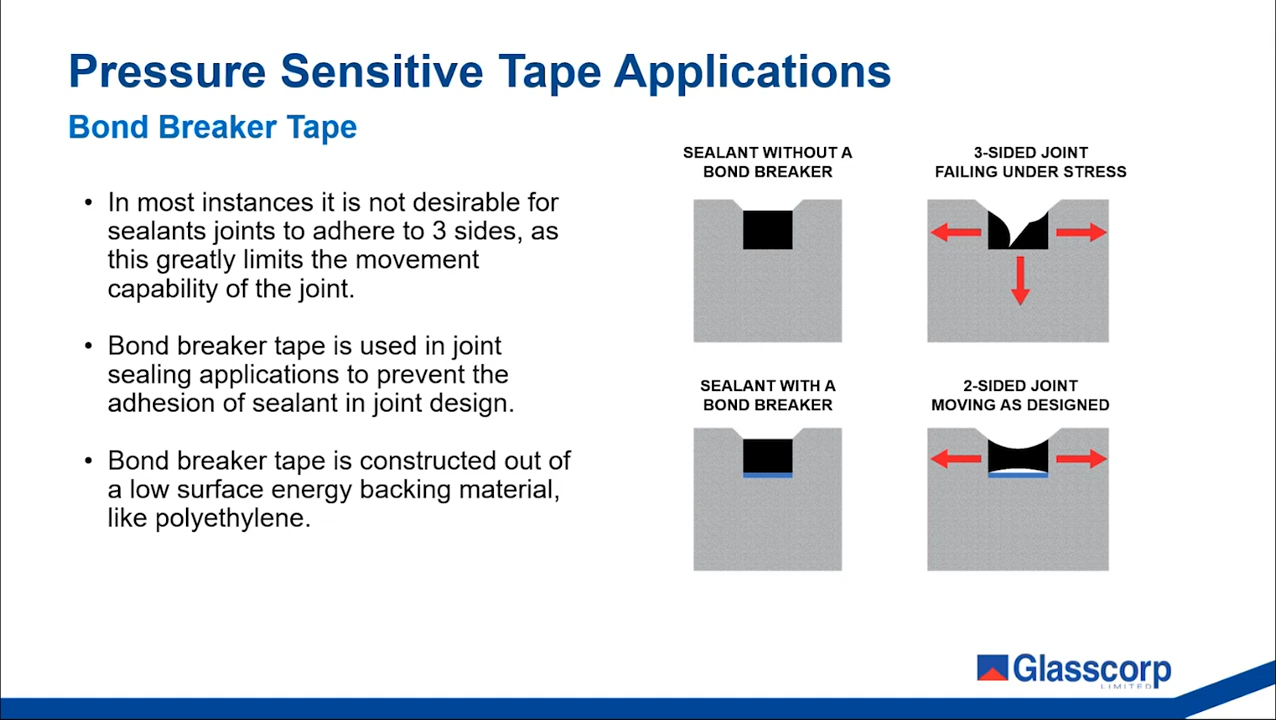 Pressure Sensitive Tape Applications
Bond Breaker Tape
• In most instances it is not desirable for
sealants joints to adhere to 3 sides, as
this greatly limits the movement
capability of the joint.
• Bond breaker tape is used in joint
sealing applications to prevent the
adhesion of sealant in joint design.
• Bond breaker tape is constructed out of
a low surface energy backing material,
like polyethylene.
SEALANT WITHOUT A
BOND BREAKER
3-SIDED JOINT
FAILING UNDER STRESS
SEALANT WITH A
BOND BREAKER
2-SIDED JOINT
MOVING AS DESIGNED
Glasscorp
LIMITED